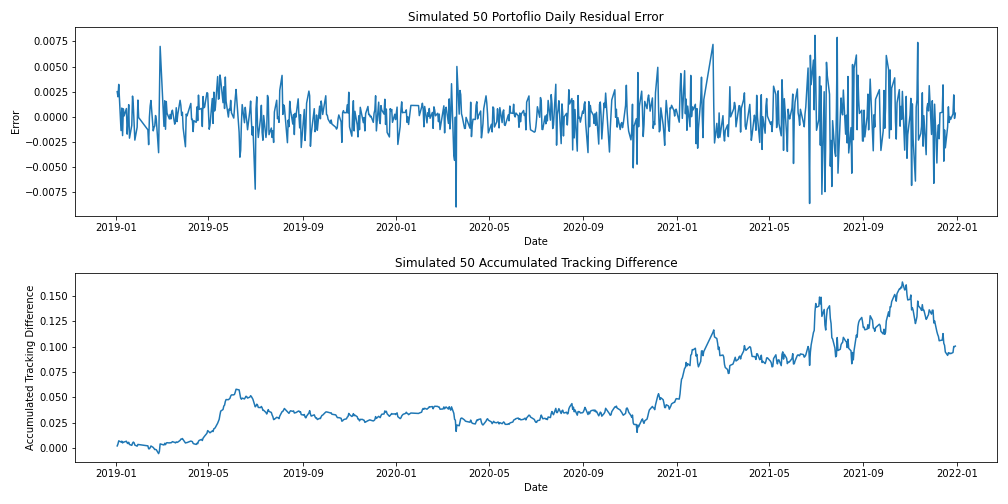 Simulated 50 Portoflio Daily Residual Error
0.0075
0.0050
0.0025
0.0000
−0.0025
−0.0050
−0.0075
Error
2019-01 2019-05 2019-09 2020-01 2020-05 2020-09 2021-01 2021-05 2021-09 2022-01
Date
Simulated 50 Accumulated Tracking Difference
0.150
0.125
0.100
0.075
0.050
0.025
0.000
Accumulated Tracking Difference
2019-01 2019-05 2019-09 2020-01 2020-05 2020-09 2021-01 2021-05 2021-09 2022-01
Date